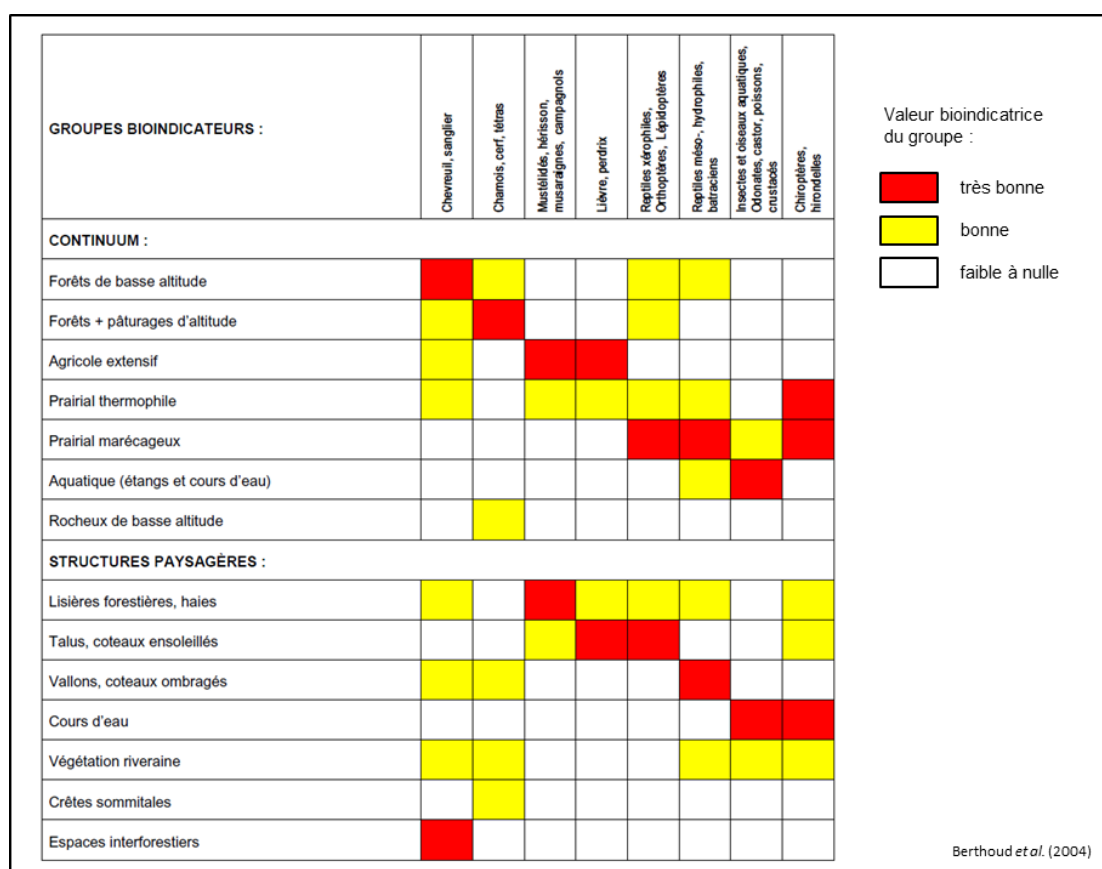 GROUPES BIOINDICATEURS :
Chevreuil, sanglier
Chamois, cerf, tétras
Mustélidés, hérisson,
musaraignes, campagnols
Lièvre, perdrix
Reptiles xérophiles,
Orthoptères, Lépidoptères
Reptiles méso-, hydrophiles,
batraciens
Insectes et oiseaux aquatiques,
Odonates, castor, poissons,
crustacés
Chiroptères,
hirondelles
Valeur bioindicatrice
du groupe :
très bonne
bonne
faible à nulle
CONTINUUM :
Forêts de basse altitude
Forêts + pâturages d'altitude
Agricole extensif
Prairial thermophile
Prairial marécageux
Aquatique (étangs et cours d'eau)
Rocheux de basse altitude
STRUCTURES PAYSAGÈRES :
Lisières forestières, haies
Talus, coteaux ensoleillés
Vallons, coteaux ombragés
Cours d'eau
Végétation riveraine
Crêtes sommitales
Espaces interforestiers
Berthoud et al. (2004)